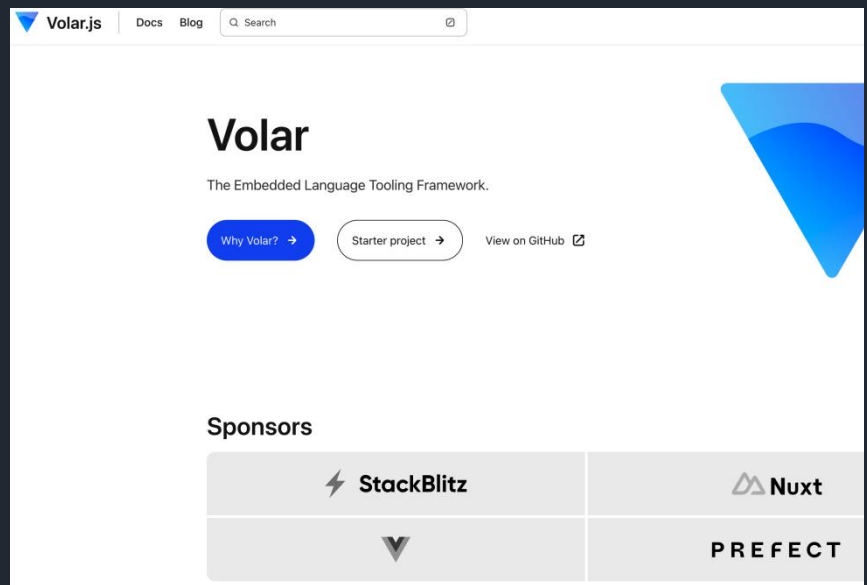 Volar.js Docs Blog Search
Volar
The Embedded Language Tooling Framework.
Why Volar? Starter project View on GitHub
Sponsors
StackBlitz Nuxt
PREFECT